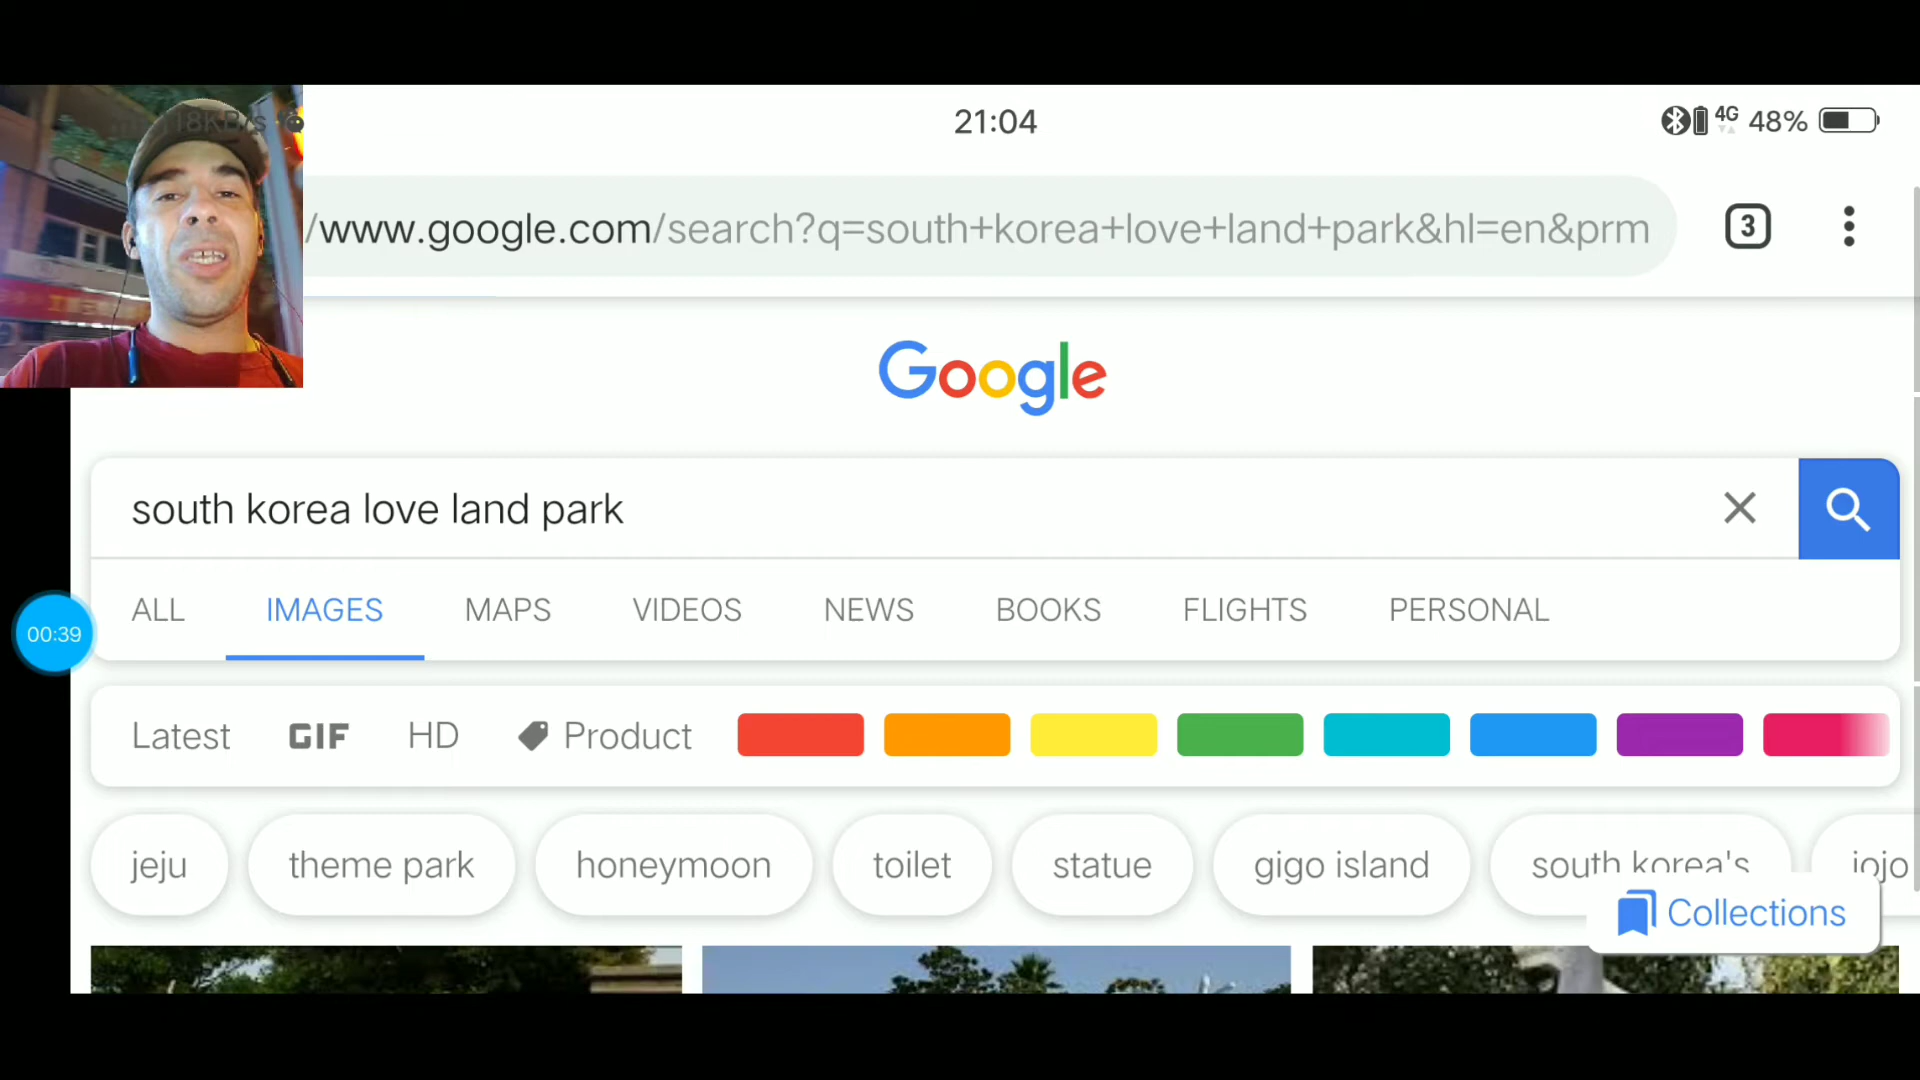 21:04
4G 48%
/www.google.com/search?q=south+korea+love+land+park&hl=en&prm
3
Google
south korea love land park
ALL IMAGES MAPS VIDEOS NEWS BOOKS FLIGHTS PERSONAL
00:39
Latest GIF HD Product
jeju theme park honeymoon toilet statue gigo island south korea's jojo
Collections